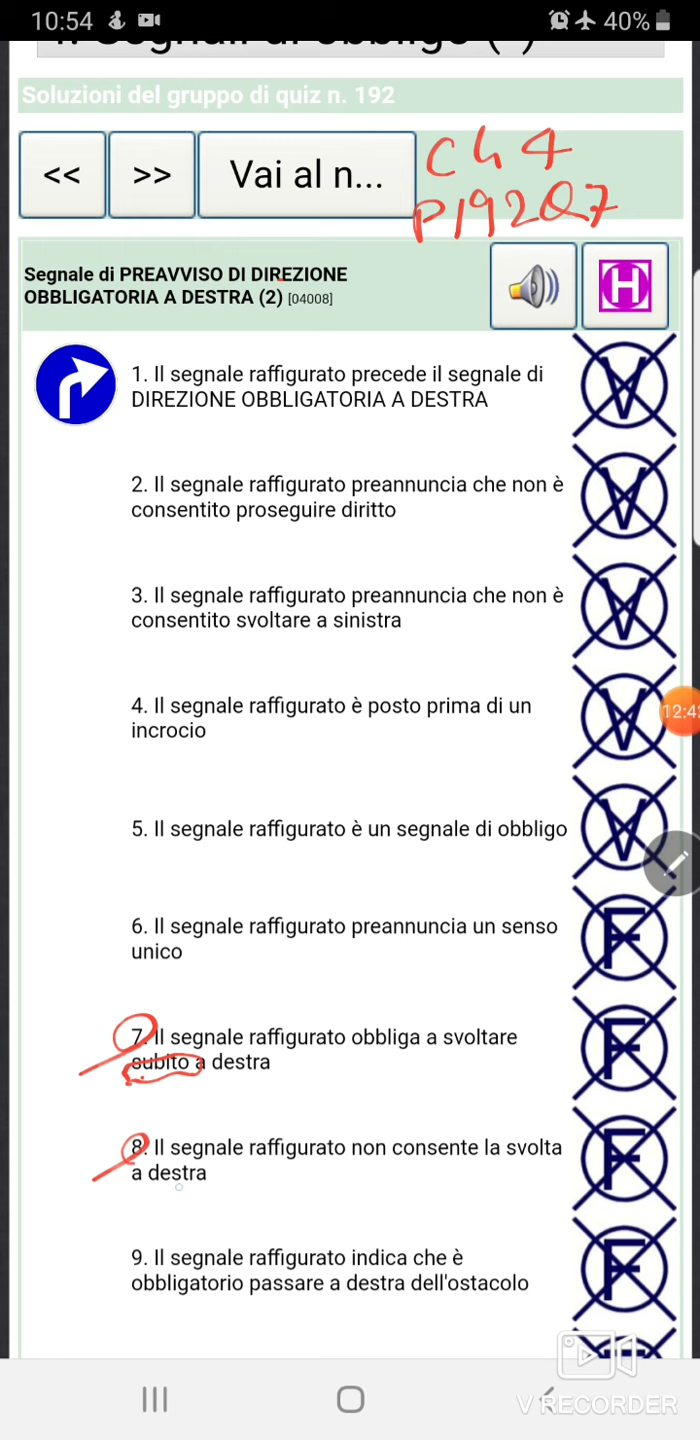 10:54
40%
Soluzioni del gruppo di quiz n. 192
<<
>>
Vai al n...
Ch 4
P192Q7
Segnale di PREAVVISO DI DIREZIONE
OBBLIGATORIA A DESTRA (2) [04008]
H
1. Il segnale raffigurato precede il segnale di
DIREZIONE OBBLIGATORIA A DESTRA
V
2. Il segnale raffigurato preannuncia che non è
consentito proseguire diritto
V
3. Il segnale raffigurato preannuncia che non è
consentito svoltare a sinistra
V
4. Il segnale raffigurato è posto prima di un
incrocio
V
12:4
5. Il segnale raffigurato è un segnale di obbligo
V
6. Il segnale raffigurato preannuncia un senso
unico
F
7. Il segnale raffigurato obbliga a svoltare
subito a destra
F
8. Il segnale raffigurato non consente la svolta
a destra
F
9. Il segnale raffigurato indica che è
obbligatorio passare a destra dell'ostacolo
F
V RECORDER